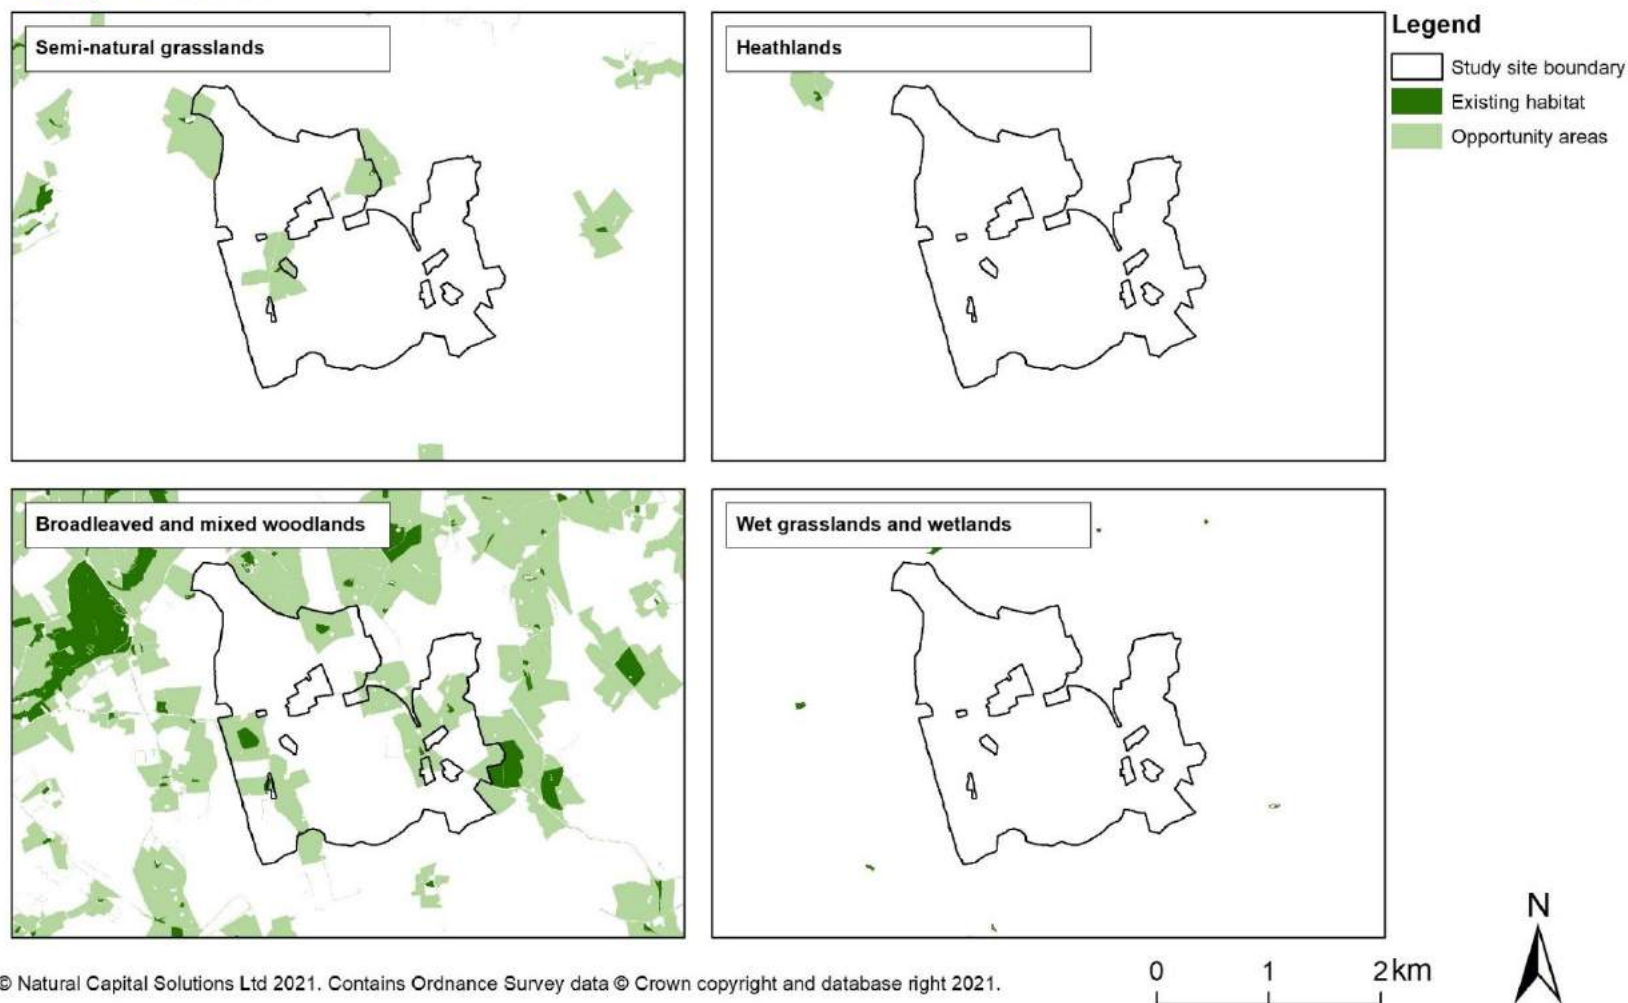 Semi-natural grasslands
Heathlands
Legend
Study site boundary
Existing habitat
Opportunity areas
Broadleaved and mixed woodlands
Wet grasslands and wetlands
© Natural Capital Solutions Ltd 2021. Contains Ordnance Survey data © Crown copyright and database right 2021.
0 1 2 km
N